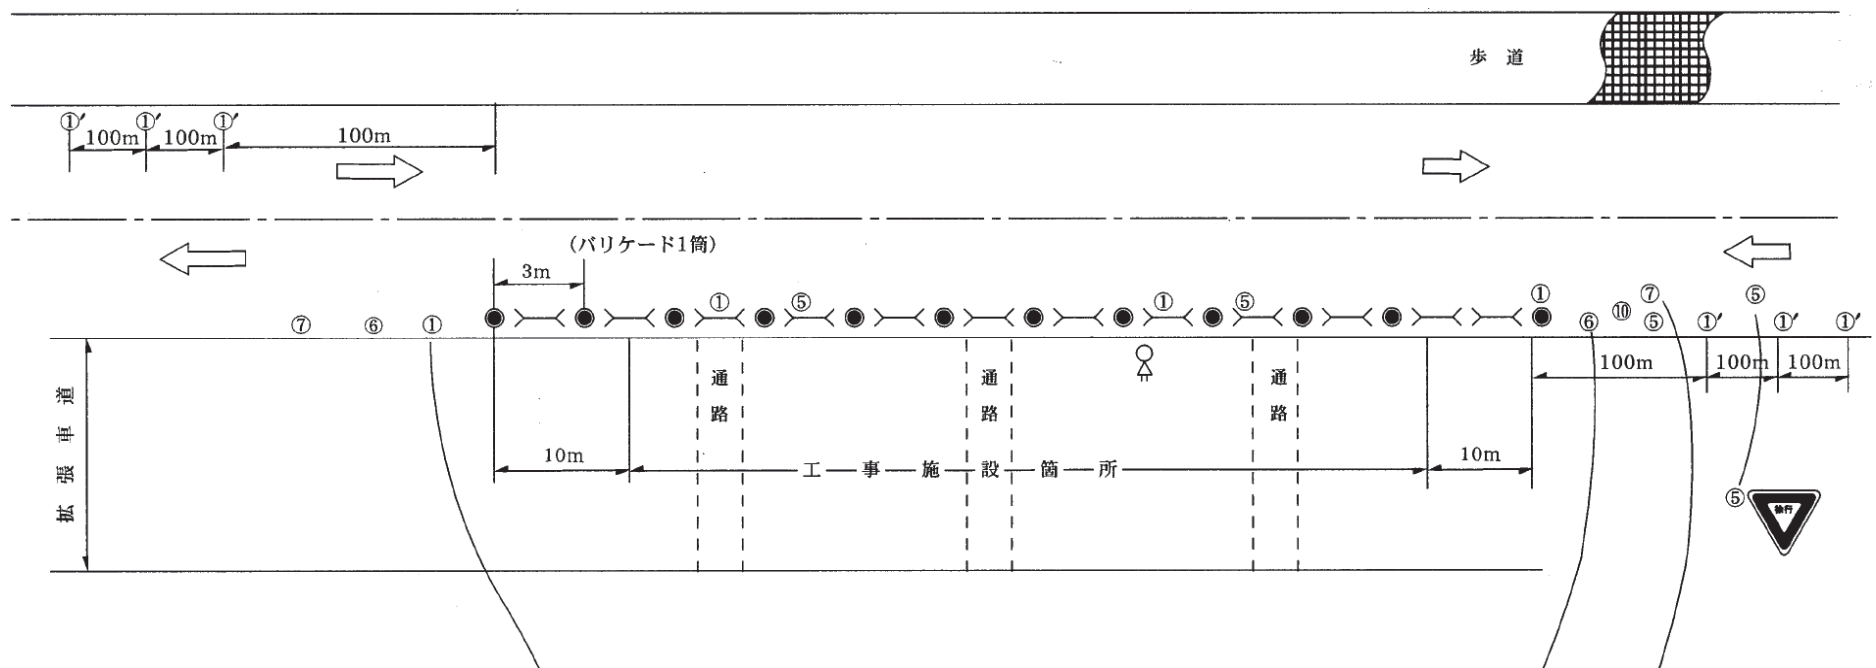 歩道
①′ ①′ ①′
100m 100m 100m
(バリケード1筒)
3m
① ⑤ ① ⑤ ① ⑦ ⑤
⑦ ⑥ ① ⑥ ⑩ ⑤ ①′ ①′ ①′
100m 100m 100m
通路 通路 通路
拡張車道
10m 工事施設箇所 10m
⑤ 徐行